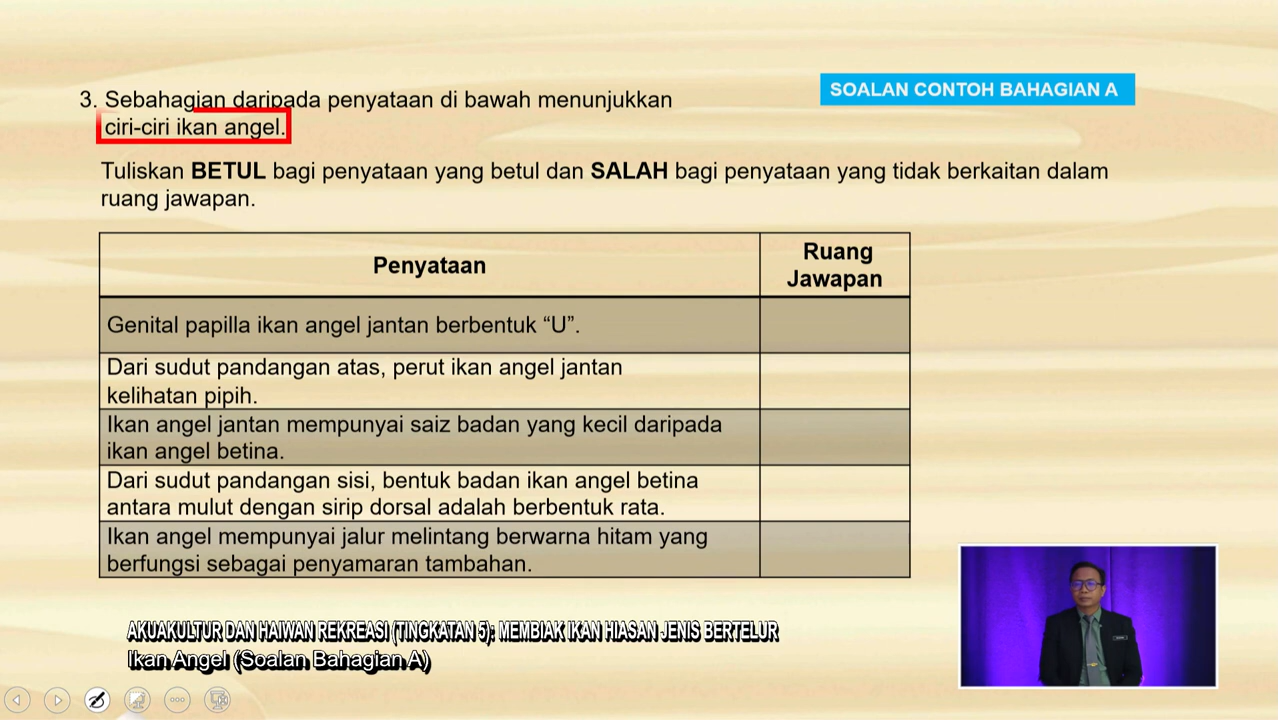 SOALAN CONTOH BAHAGIAN A
3. Sebahagian daripada penyataan di bawah menunjukkan
ciri-ciri ikan angel.
Tuliskan BETUL bagi penyataan yang betul dan SALAH bagi penyataan yang tidak berkaitan dalam
ruang jawapan.
Penyataan
Ruang
Jawapan
Genital papilla ikan angel jantan berbentuk “U”.
Dari sudut pandangan atas, perut ikan angel jantan
kelihatan pipih.
Ikan angel jantan mempunyai saiz badan yang kecil daripada
ikan angel betina.
Dari sudut pandangan sisi, bentuk badan ikan angel betina
antara mulut dengan sirip dorsal adalah berbentuk rata.
Ikan angel mempunyai jalur melintang berwarna hitam yang
berfungsi sebagai penyamaran tambahan.
AKUAKULTUR DAN HAIWAN REKREASI (TINGKATAN 5): MEMBIAK IKAN HIASAN JENIS BERTELUR
Ikan Angel (Soalan Bahagian A)